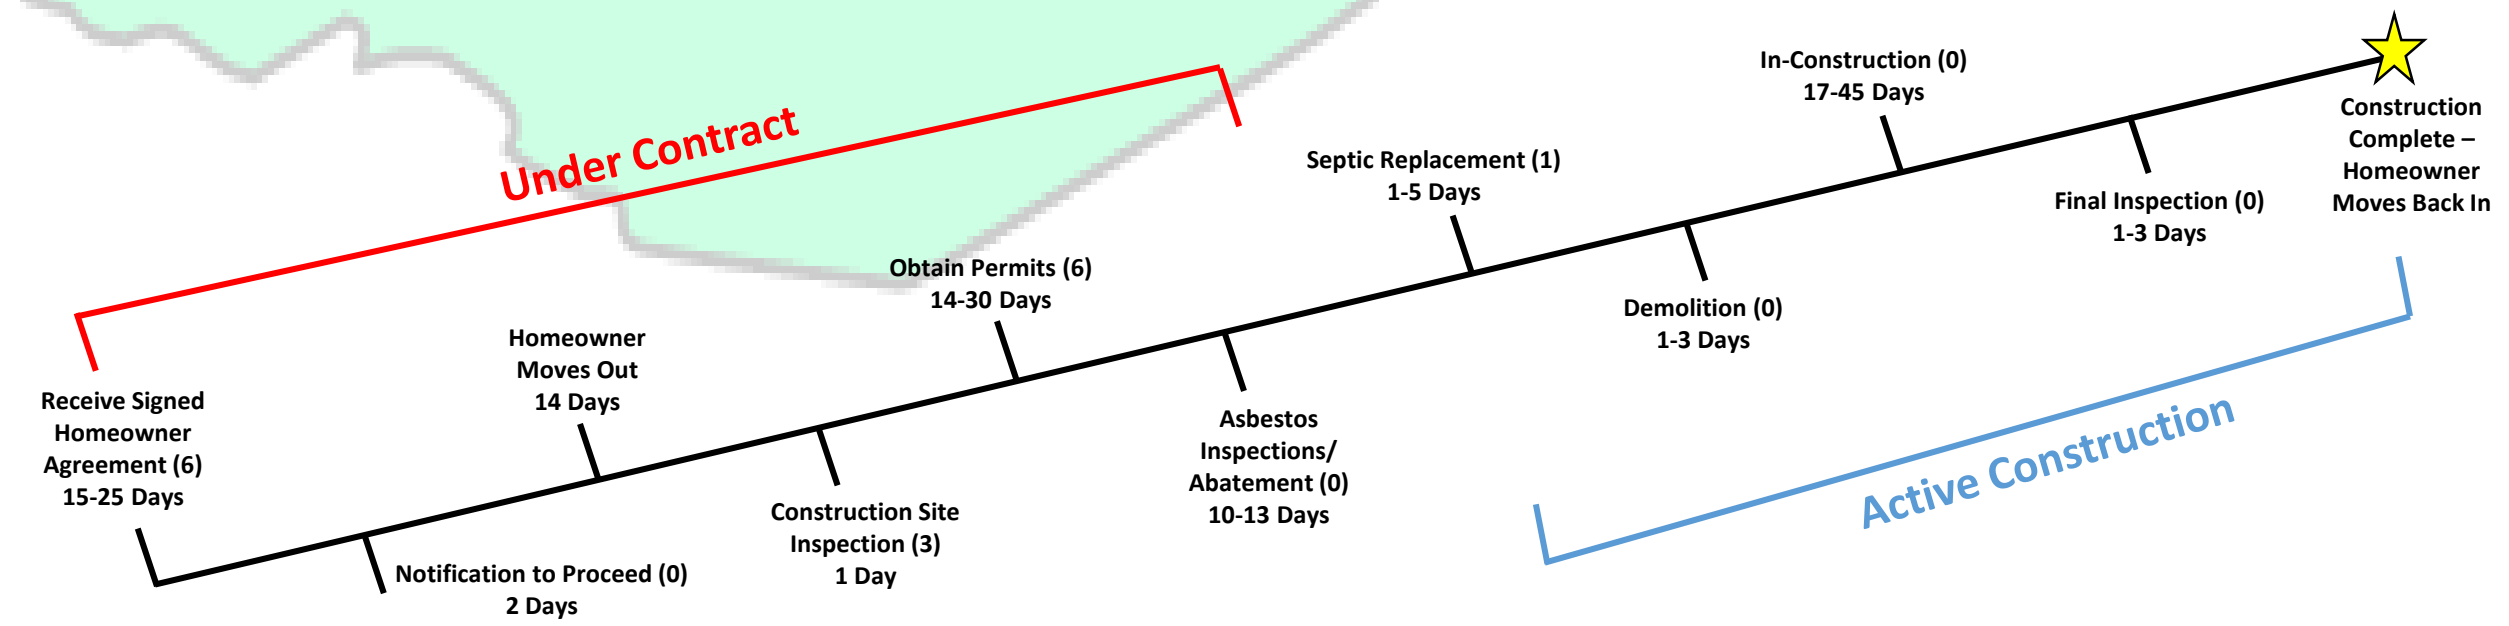 Under Contract
Receive Signed
Homeowner
Agreement (6)
15-25 Days
Notification to Proceed (0)
2 Days
Homeowner
Moves Out
14 Days
Construction Site
Inspection (3)
1 Day
Obtain Permits (6)
14-30 Days
Asbestos
Inspections/
Abatement (0)
10-13 Days
Septic Replacement (1)
1-5 Days
Demolition (0)
1-3 Days
In-Construction (0)
17-45 Days
Final Inspection (0)
1-3 Days
Construction
Complete –
Homeowner
Moves Back In
Active Construction